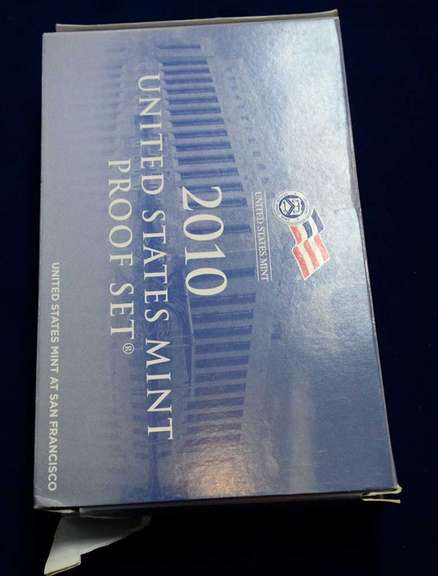 UNITED STATES MINT
2010
UNITED STATES MINT
PROOF SET®
UNITED STATES MINT AT SAN FRANCISCO